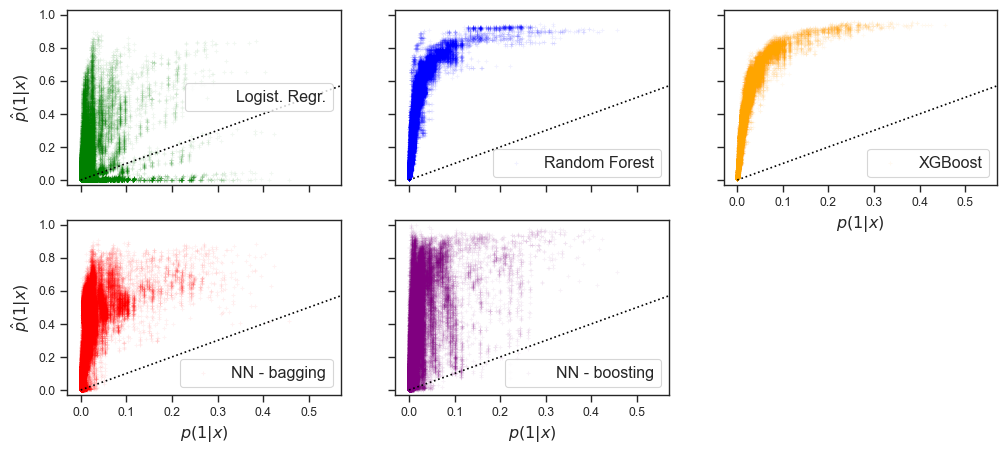 1.0
0.8
0.6
0.4
0.2
0.0
p̂(1|x)
Logist. Regr.
Random Forest
XGBoost
0.0 0.1 0.2 0.3 0.4 0.5
p(1|x)
1.0
0.8
0.6
0.4
0.2
0.0
p̂(1|x)
NN - bagging
NN - boosting
0.0 0.1 0.2 0.3 0.4 0.5
0.0 0.1 0.2 0.3 0.4 0.5
p(1|x)
p(1|x)